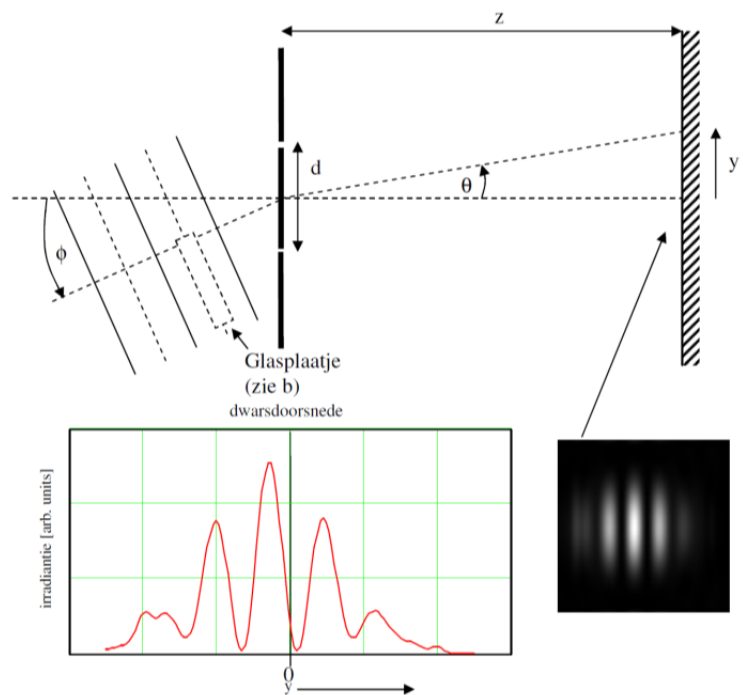 z
d
θ
y
ϕ
Glasplaatje
(zie b)
dwarsdoorsnede
irradiantie [arb. units]
0
y